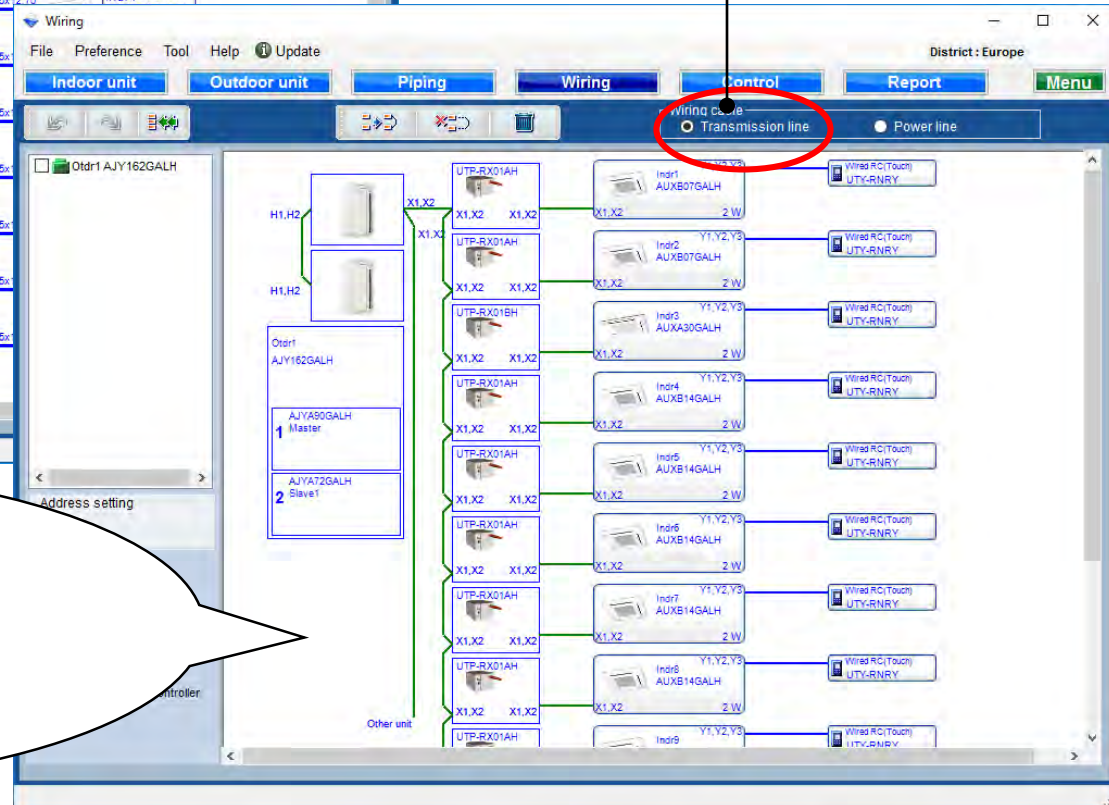 Wiring
File Preference Tool Help Update District : Europe
Indoor unit Outdoor unit Piping Wiring Control Report Menu
Wiring cable
Transmission line Power line
Otdr1 AJY162GALH
Address setting
H1,H2
H1,H2
X1,X2
X1,X2
Otdr1
AJY162GALH
AJYA90GALH
1 Master
AJYA72GALH
2 Slave1
Other unit
UTP-RX01AH
X1,X2 X1,X2
Indr1
AUXB07GALH
Y1,Y2,Y3
X1,X2 2 W
Wired RC(Touch)
UTY-RNRY
UTP-RX01AH
X1,X2 X1,X2
Indr2
AUXB07GALH
Y1,Y2,Y3
X1,X2 2 W
Wired RC(Touch)
UTY-RNRY
UTP-RX01BH
X1,X2 X1,X2
Indr3
AUXA30GALH
Y1,Y2,Y3
X1,X2 2 W
Wired RC(Touch)
UTY-RNRY
UTP-RX01AH
X1,X2 X1,X2
Indr4
AUXB14GALH
Y1,Y2,Y3
X1,X2 2 W
Wired RC(Touch)
UTY-RNRY
UTP-RX01AH
X1,X2 X1,X2
Indr5
AUXB14GALH
Y1,Y2,Y3
X1,X2 2 W
Wired RC(Touch)
UTY-RNRY
UTP-RX01AH
X1,X2 X1,X2
Indr6
AUXB14GALH
Y1,Y2,Y3
X1,X2 2 W
Wired RC(Touch)
UTY-RNRY
UTP-RX01AH
X1,X2 X1,X2
Indr7
AUXB14GALH
Y1,Y2,Y3
X1,X2 2 W
Wired RC(Touch)
UTY-RNRY
UTP-RX01AH
X1,X2 X1,X2
Indr8
AUXB14GALH
Y1,Y2,Y3
X1,X2 2 W
Wired RC(Touch)
UTY-RNRY
UTP-RX01AH
Indr9
Y1,Y2,Y3
Wired RC(Touch)
UTY-RNRY